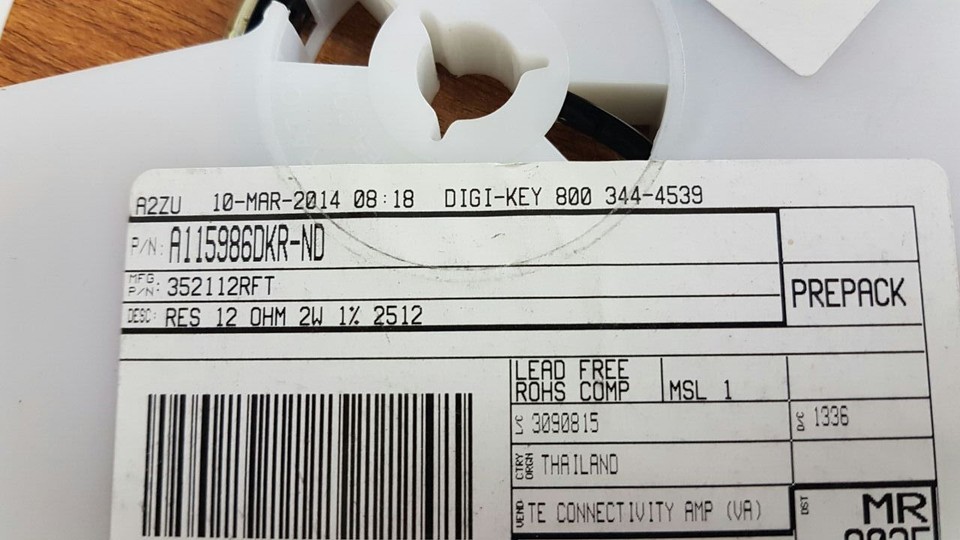 A2ZU 10-MAR-2014 08:18 DIGI-KEY 800 344-4539
P/N: A115986DKR-ND
MFG P/N: 352112RFT
PREPACK
DESC: RES 12 OHM 2W 1% 2512
LEAD FREE
ROHS COMP
MSL 1
L/C 3090815
D/C 1336
CTRY ORGN THAILAND
VEND TE CONNECTIVITY AMP (VA)
DST MR